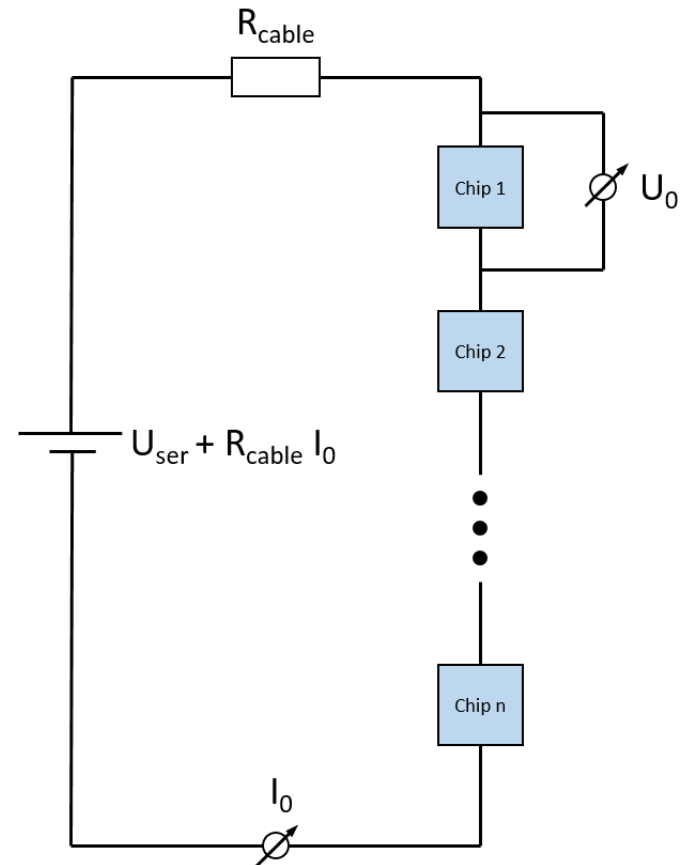 R_cable
Chip 1
U_0
Chip 2
U_ser + R_cable I_0
Chip n
I_0